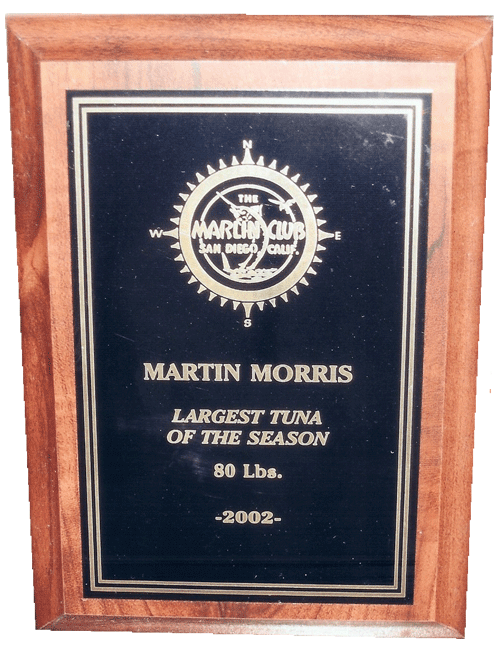 N
THE
W MARLIN CLUB E
SAN DIEGO, CALIF.
S
MARTIN MORRIS
LARGEST TUNA
OF THE SEASON
80 Lbs.
-2002-